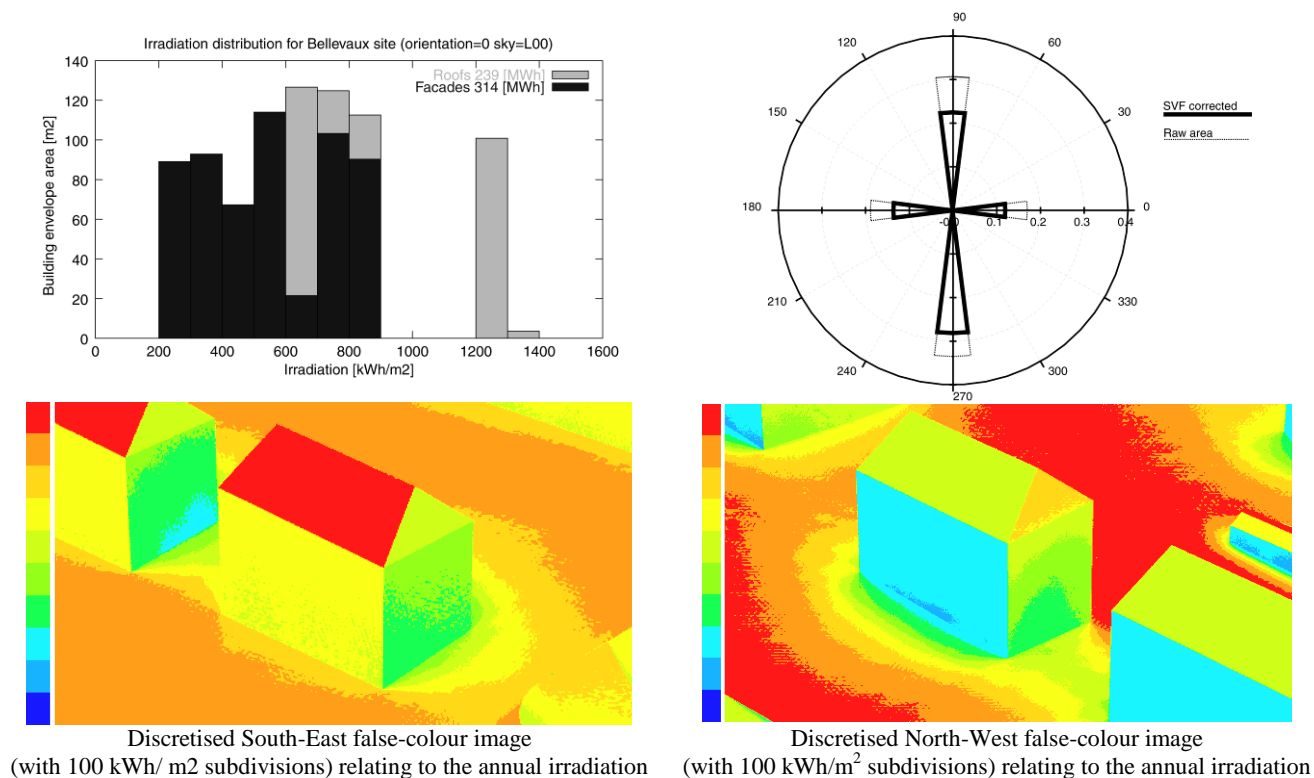 Irradiation distribution for Bellevaux site (orientation=0 sky=L00)
140
120
100
80
60
40
20
0
Building envelope area [m2]
Roofs 239 [MWh]
Facades 314 [MWh]
0 200 400 600 800 1000 1200 1400 1600
Irradiation [kWh/m2]
90
120 60
150 30
180 0
-0.0 0.1 0.2 0.3 0.4
210 330
240 300
270
SVF corrected
Raw area
Discretised South-East false-colour image
(with 100 kWh/ m2 subdivisions) relating to the annual irradiation
Discretised North-West false-colour image
(with 100 kWh/m² subdivisions) relating to the annual irradiation